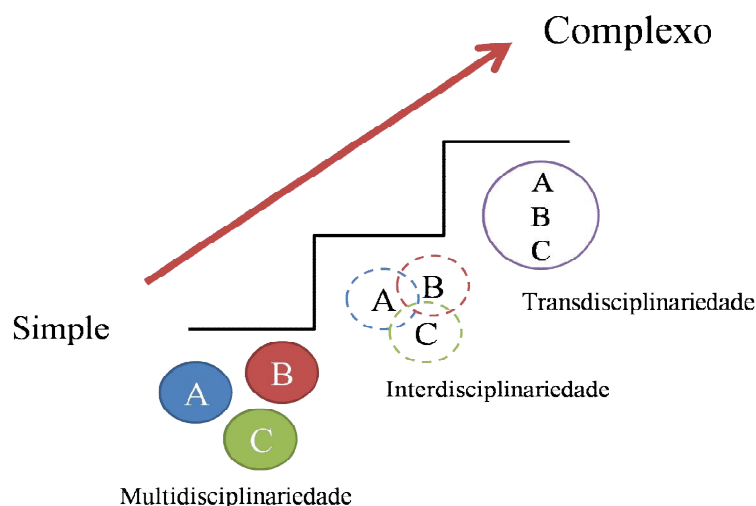 Complexo
A
B
C
Transdisciplinariedade
Simple
A
B
C
Interdisciplinariedade
A
B
C
Multidisciplinariedade